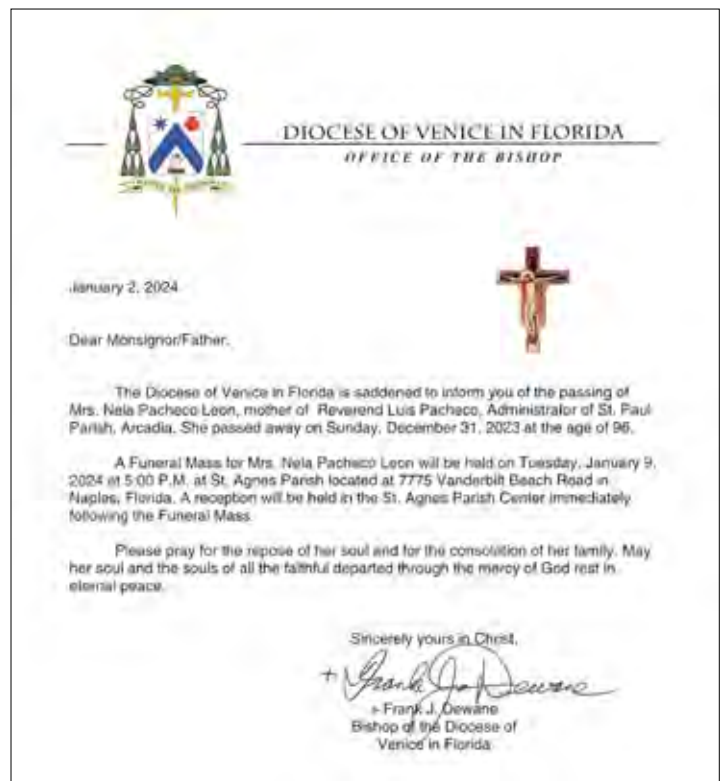 DIOCESE OF VENICE IN FLORIDA
OFFICE OF THE BISHOP
January 2, 2024
Dear Monsignor/Father,
The Diocese of Venice in Florida is saddened to inform you of the passing of
Mrs. Nela Pacheco Leon, mother of Reverend Luis Pacheco, Administrator of St. Paul
Parish, Arcadia. She passed away on Sunday, December 31, 2023 at the age of 96.
A Funeral Mass for Mrs. Nela Pacheco Leon will be held on Tuesday, January 9,
2024 at 5:00 P.M. at St. Agnes Parish located at 7775 Vanderbilt Beach Road in
Naples, Florida. A reception will be held in the St. Agnes Parish Center immediately
following the Funeral Mass.
Please pray for the repose of her soul and for the consolation of her family. May
her soul and the souls of all the faithful departed through the mercy of God rest in
eternal peace.
Sincerely yours in Christ,
+ Frank J. Dewane
+ Frank J. Dewane
Bishop of the Diocese of
Venice in Florida